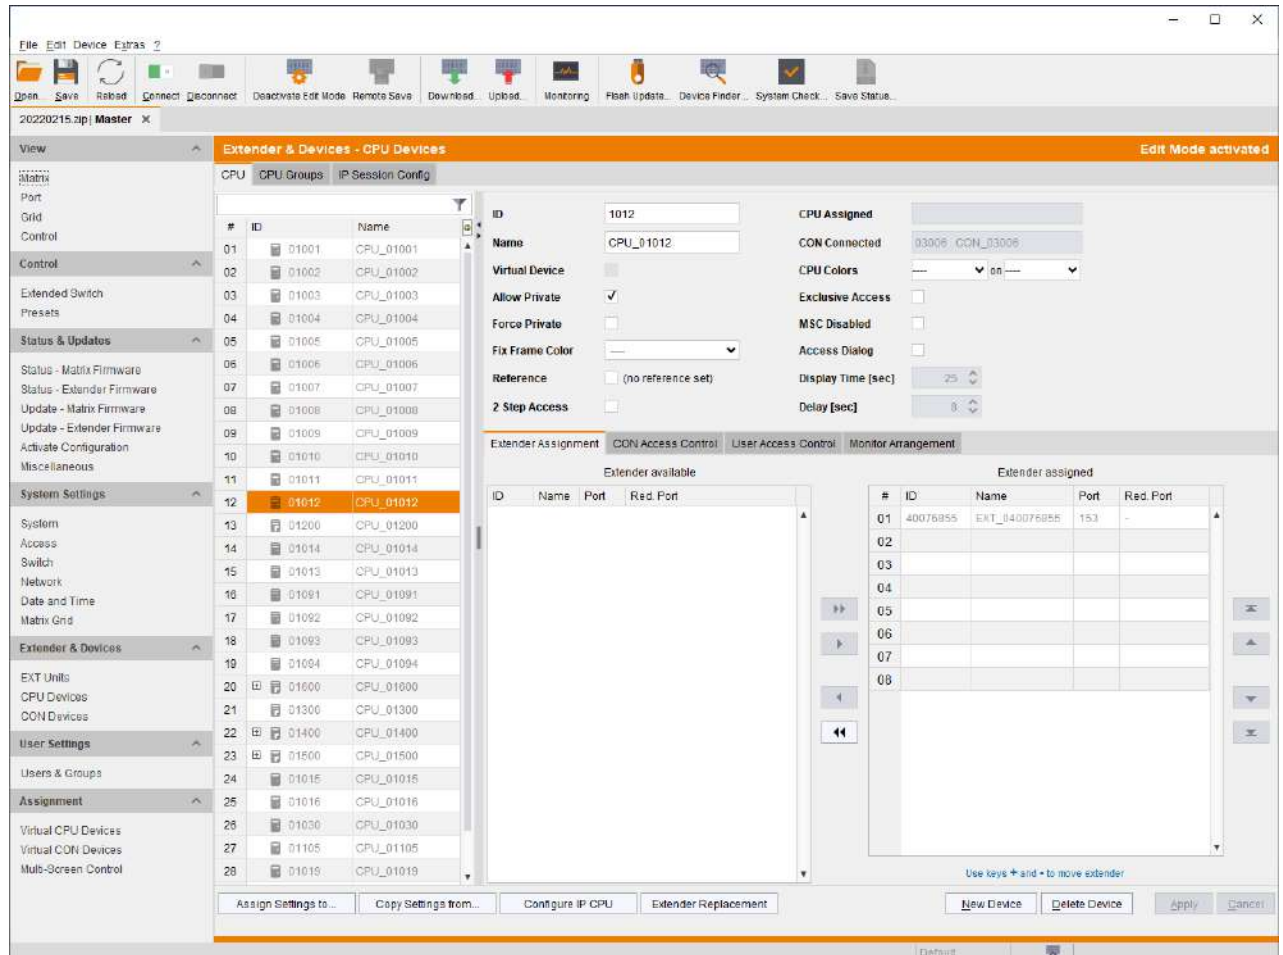 File Edit Device Extras ?
Open... Save Reload Connect Disconnect Deactivate Edit Mode Remote Save Download... Upload... Monitoring Flash Update... Device Finder... System Check... Save Status...
20220215.zip| Master X
View
Matrix
Port
Grid
Control
Control
Extended Switch
Presets
Status & Updates
Status - Matrix Firmware
Status - Extender Firmware
Update - Matrix Firmware
Update - Extender Firmware
Activate Configuration
Miscellaneous
System Settings
System
Access
Switch
Network
Date and Time
Matrix Grid
Extender & Devices
EXT Units
CPU Devices
CON Devices
User Settings
Users & Groups
Assignment
Virtual CPU Devices
Virtual CON Devices
Multi-Screen Control
Extender & Devices - CPU Devices Edit Mode activated
CPU CPU Groups IP Session Config
# ID Name
01 01001 CPU_01001
02 01002 CPU_01002
03 01003 CPU_01003
04 01004 CPU_01004
05 01005 CPU_01005
06 01006 CPU_01006
07 01007 CPU_01007
08 01008 CPU_01008
09 01009 CPU_01009
10 01010 CPU_01010
11 01011 CPU_01011
12 01012 CPU_01012
13 01200 CPU_01200
14 01014 CPU_01014
15 01013 CPU_01013
16 01091 CPU_01091
17 01092 CPU_01092
18 01093 CPU_01093
19 01094 CPU_01094
20 01600 CPU_01600
21 01300 CPU_01300
22 01400 CPU_01400
23 01500 CPU_01500
24 01015 CPU_01015
25 01016 CPU_01016
26 01030 CPU_01030
27 01105 CPU_01105
28 01019 CPU_01019
ID 1012 CPU Assigned
Name CPU_01012 CON Connected 03006 CON_03006
Virtual Device CPU Colors ---- on ----
Allow Private Exclusive Access
Force Private MSC Disabled
Fix Frame Color ---- Access Dialog
Reference (no reference set) Display Time [sec] 25
2 Step Access Delay [sec] 8
Extender Assignment CON Access Control User Access Control Monitor Arrangement
Extender available
ID Name Port Red. Port
Extender assigned
# ID Name Port Red. Port
01 40076855 EXT_040076855 153 -
02
03
04
05
06
07
08
Use keys + and - to move extender
Assign Settings to... Copy Settings from... Configure IP CPU Extender Replacement New Device Delete Device Apply Cancel
Default